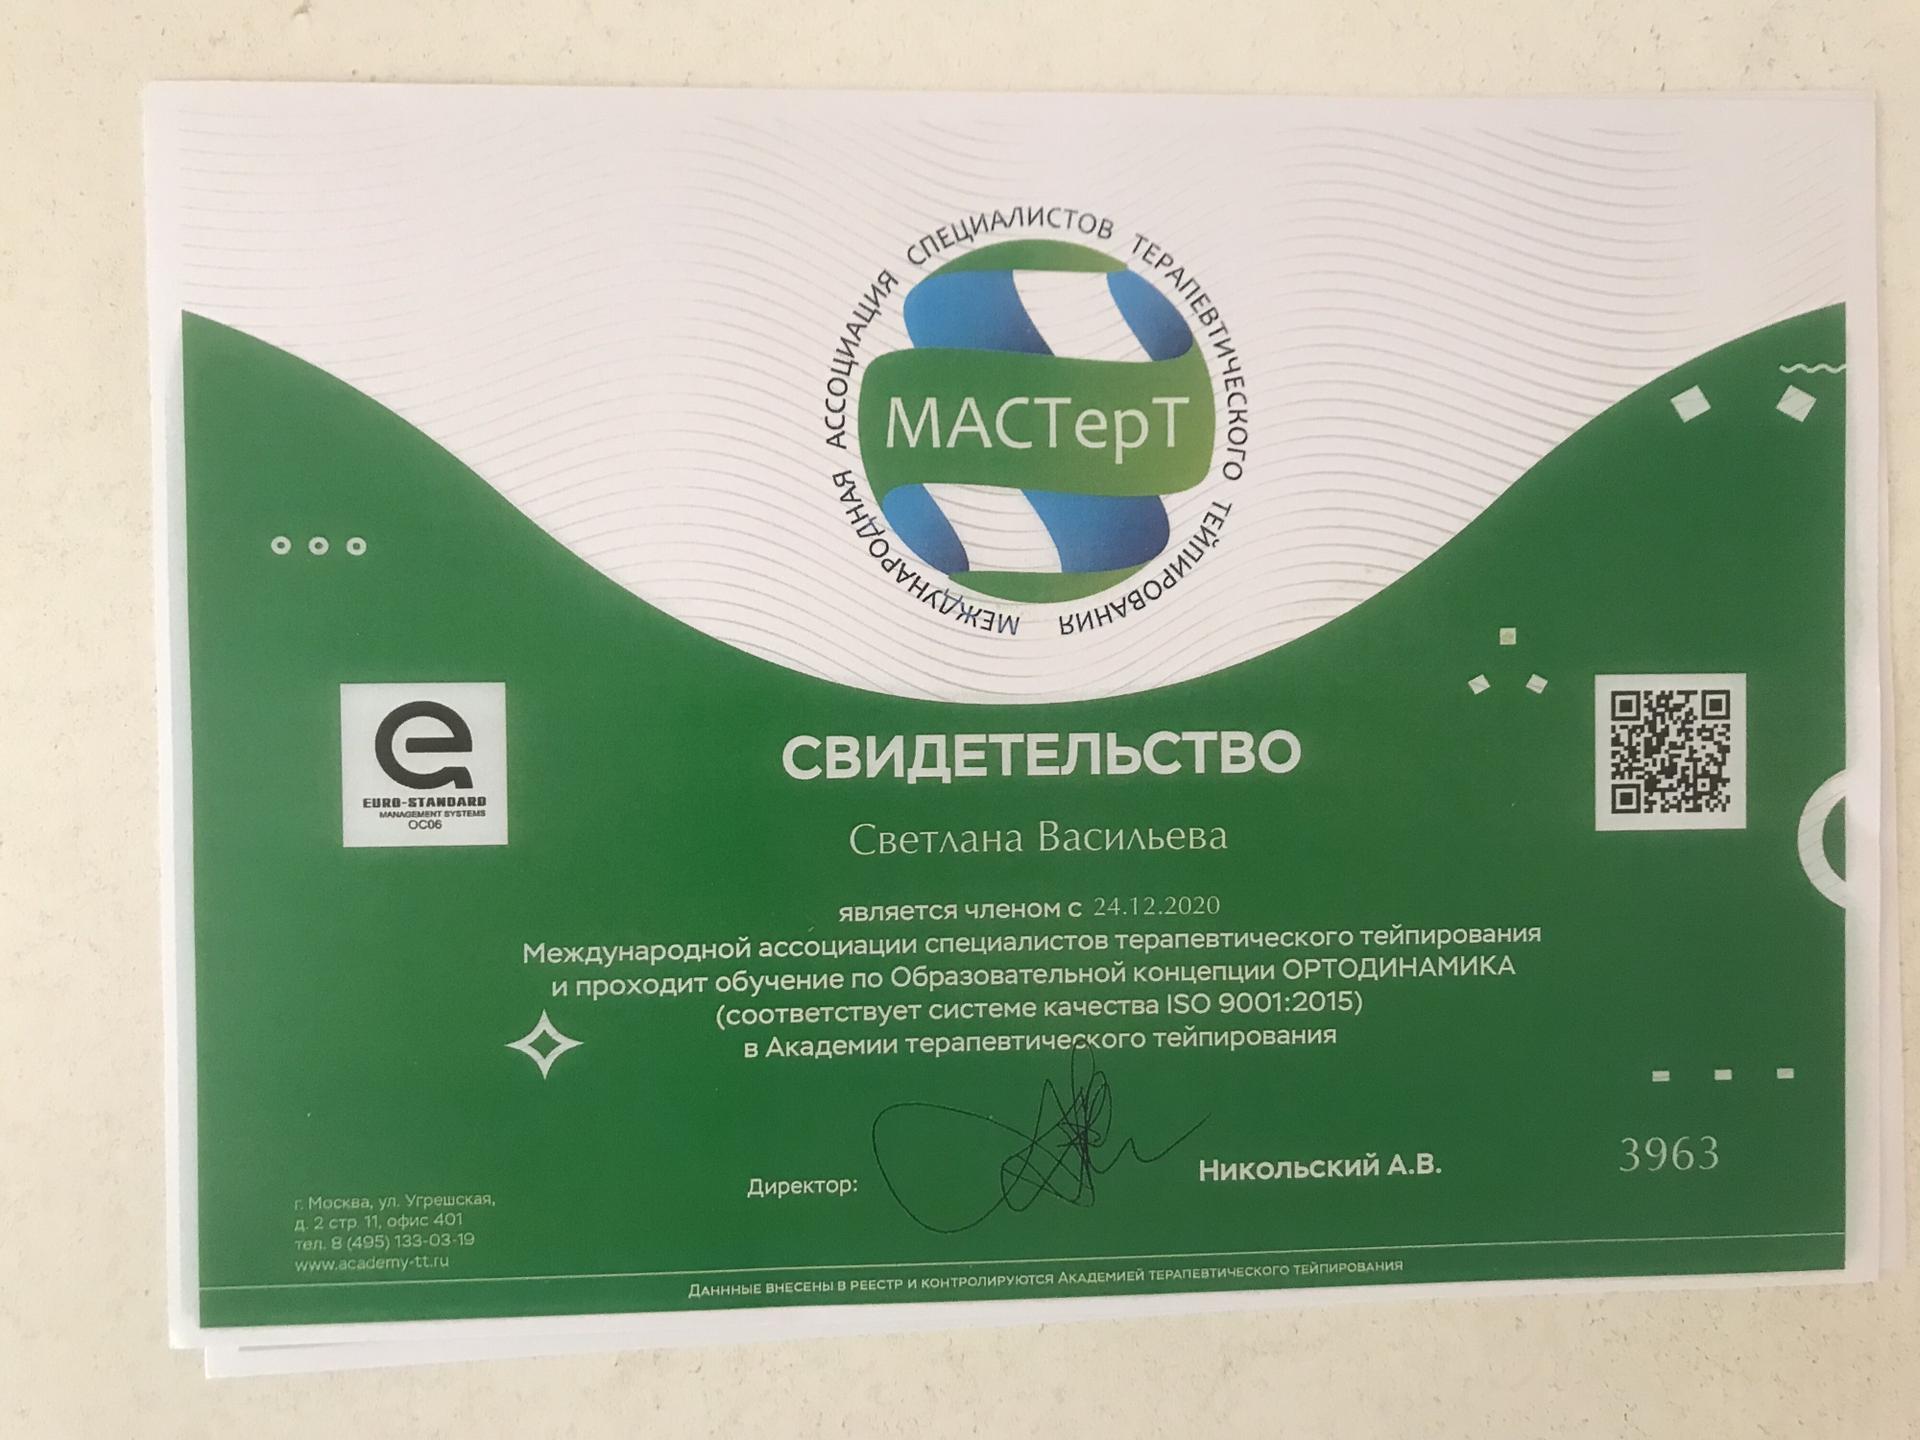 МЕЖДУНАРОДНАЯ АССОЦИАЦИЯ СПЕЦИАЛИСТОВ ТЕРАПЕВТИЧЕСКОГО ТЕЙПИРОВАНИЯ
МАСТерТ
EURO-STANDARD
MANAGEMENT SYSTEMS
ОС06
СВИДЕТЕЛЬСТВО
Светлана Васильева
является членом с 24.12.2020
Международной ассоциации специалистов терапевтического тейпирования
и проходит обучение по Образовательной концепции ОРТОДИНАМИКА
(соответствует системе качества ISO 9001:2015)
в Академии терапевтического тейпирования
Директор:
Никольский А.В.
3963
г. Москва, ул. Угрешская,
д. 2 стр. 11, офис 401
тел. 8 (495) 133-03-19
www.academy-tt.ru
Даннные внесены в реестр и контролируются Академией терапевтического тейпирования